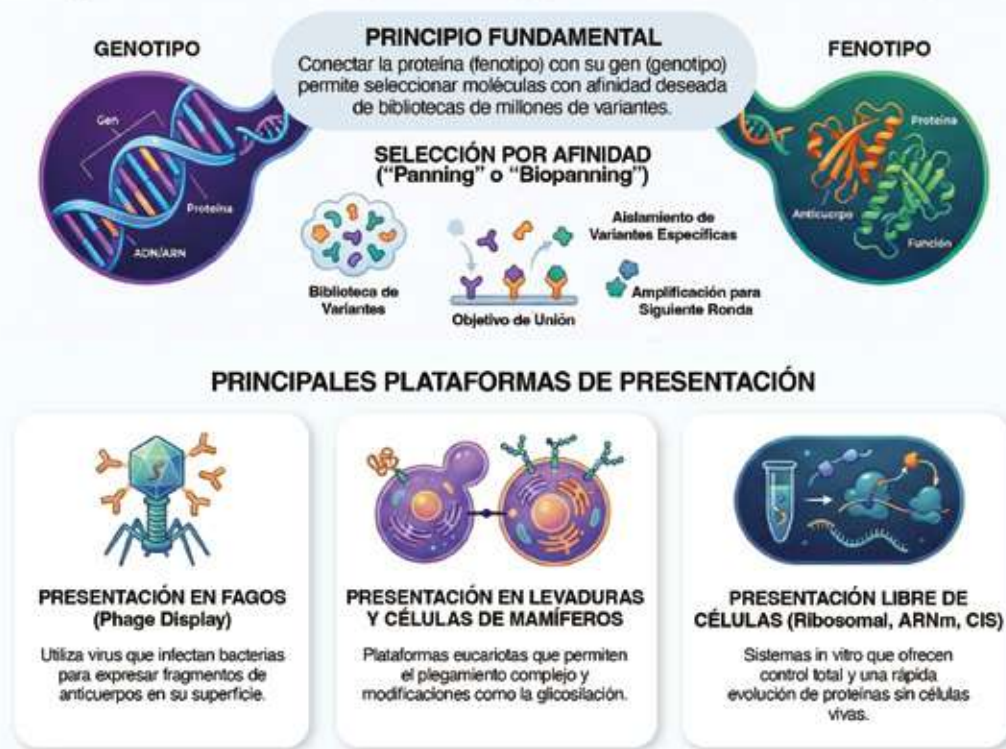 GENOTIPO
Gen
Proteína
ADN/ARN
PRINCIPIO FUNDAMENTAL
Conectar la proteína (fenotipo) con su gen (genotipo)
permite seleccionar moléculas con afinidad deseada
de bibliotecas de millones de variantes.
FENOTIPO
Proteína
Anticuerpo
Función
SELECCIÓN POR AFINIDAD
("Panning" o "Biopanning")
Biblioteca de
Variantes
Objetivo de Unión
Aislamiento de
Variantes Específicas
Amplificación para
Siguiente Ronda
PRINCIPALES PLATAFORMAS DE PRESENTACIÓN
PRESENTACIÓN EN FAGOS
(Phage Display)
Utiliza virus que infectan bacterias
para expresar fragmentos de
anticuerpos en su superficie.
PRESENTACIÓN EN LEVADURAS
Y CÉLULAS DE MAMÍFEROS
Plataformas eucariotas que permiten
el plegamiento complejo y
modificaciones como la glicosilación.
PRESENTACIÓN LIBRE DE
CÉLULAS (Ribosomal, ARNm, CIS)
Sistemas in vitro que ofrecen
control total y una rápida
evolución de proteínas sin células
vivas.